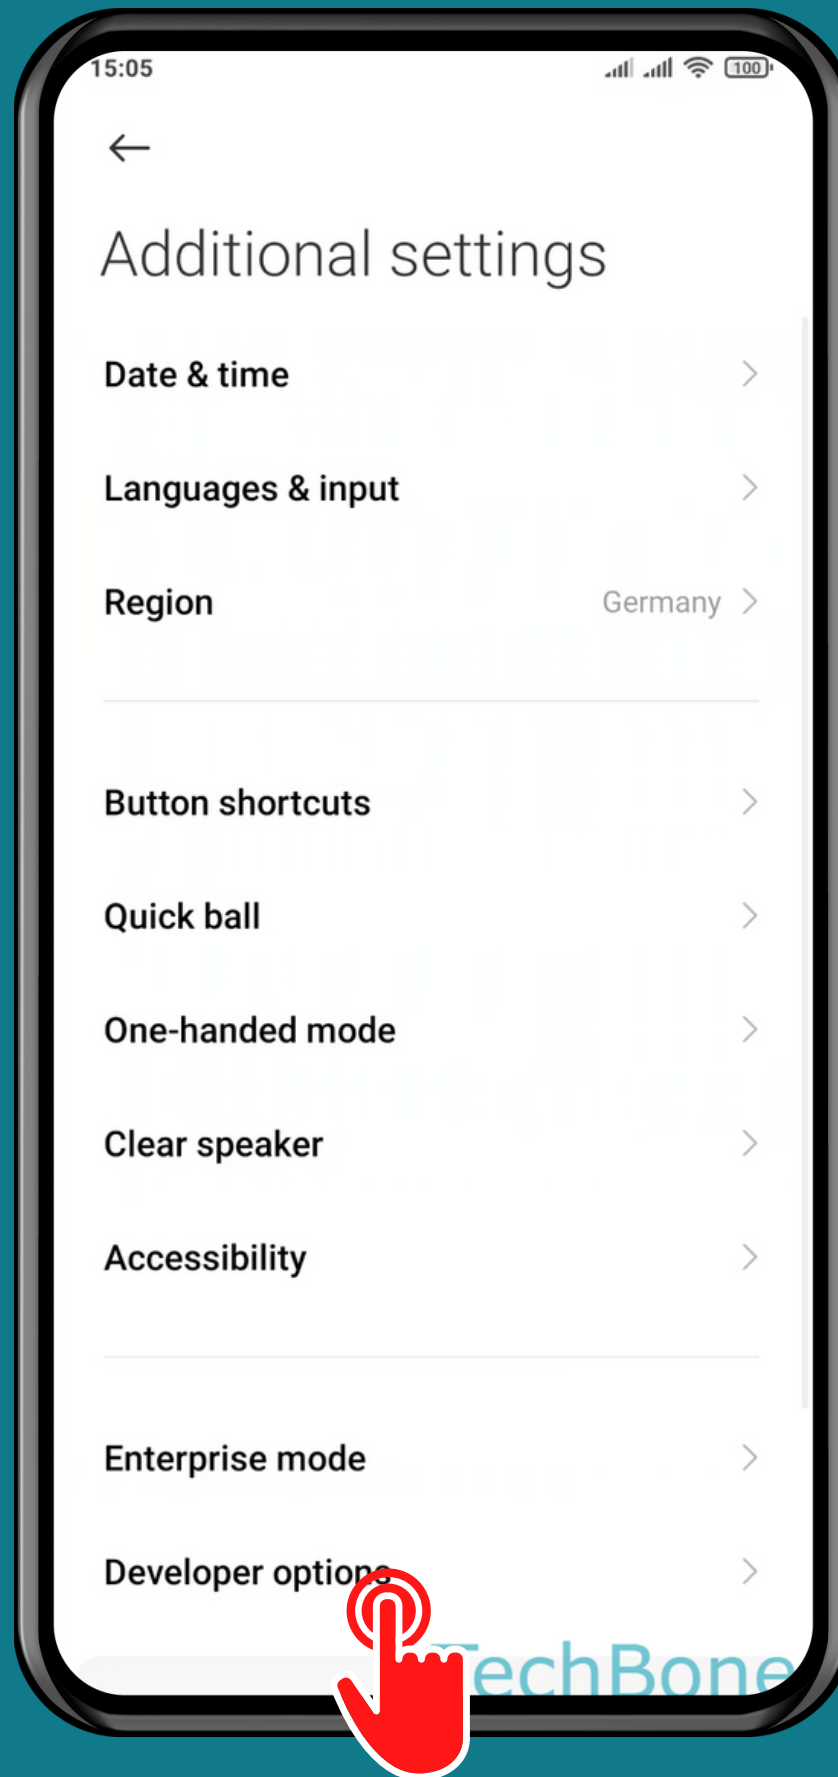 15:05
100
Additional settings
Date & time
Languages & input
Region
Germany
Button shortcuts
Quick ball
One-handed mode
Clear speaker
Accessibility
Enterprise mode
Developer options
TechBone